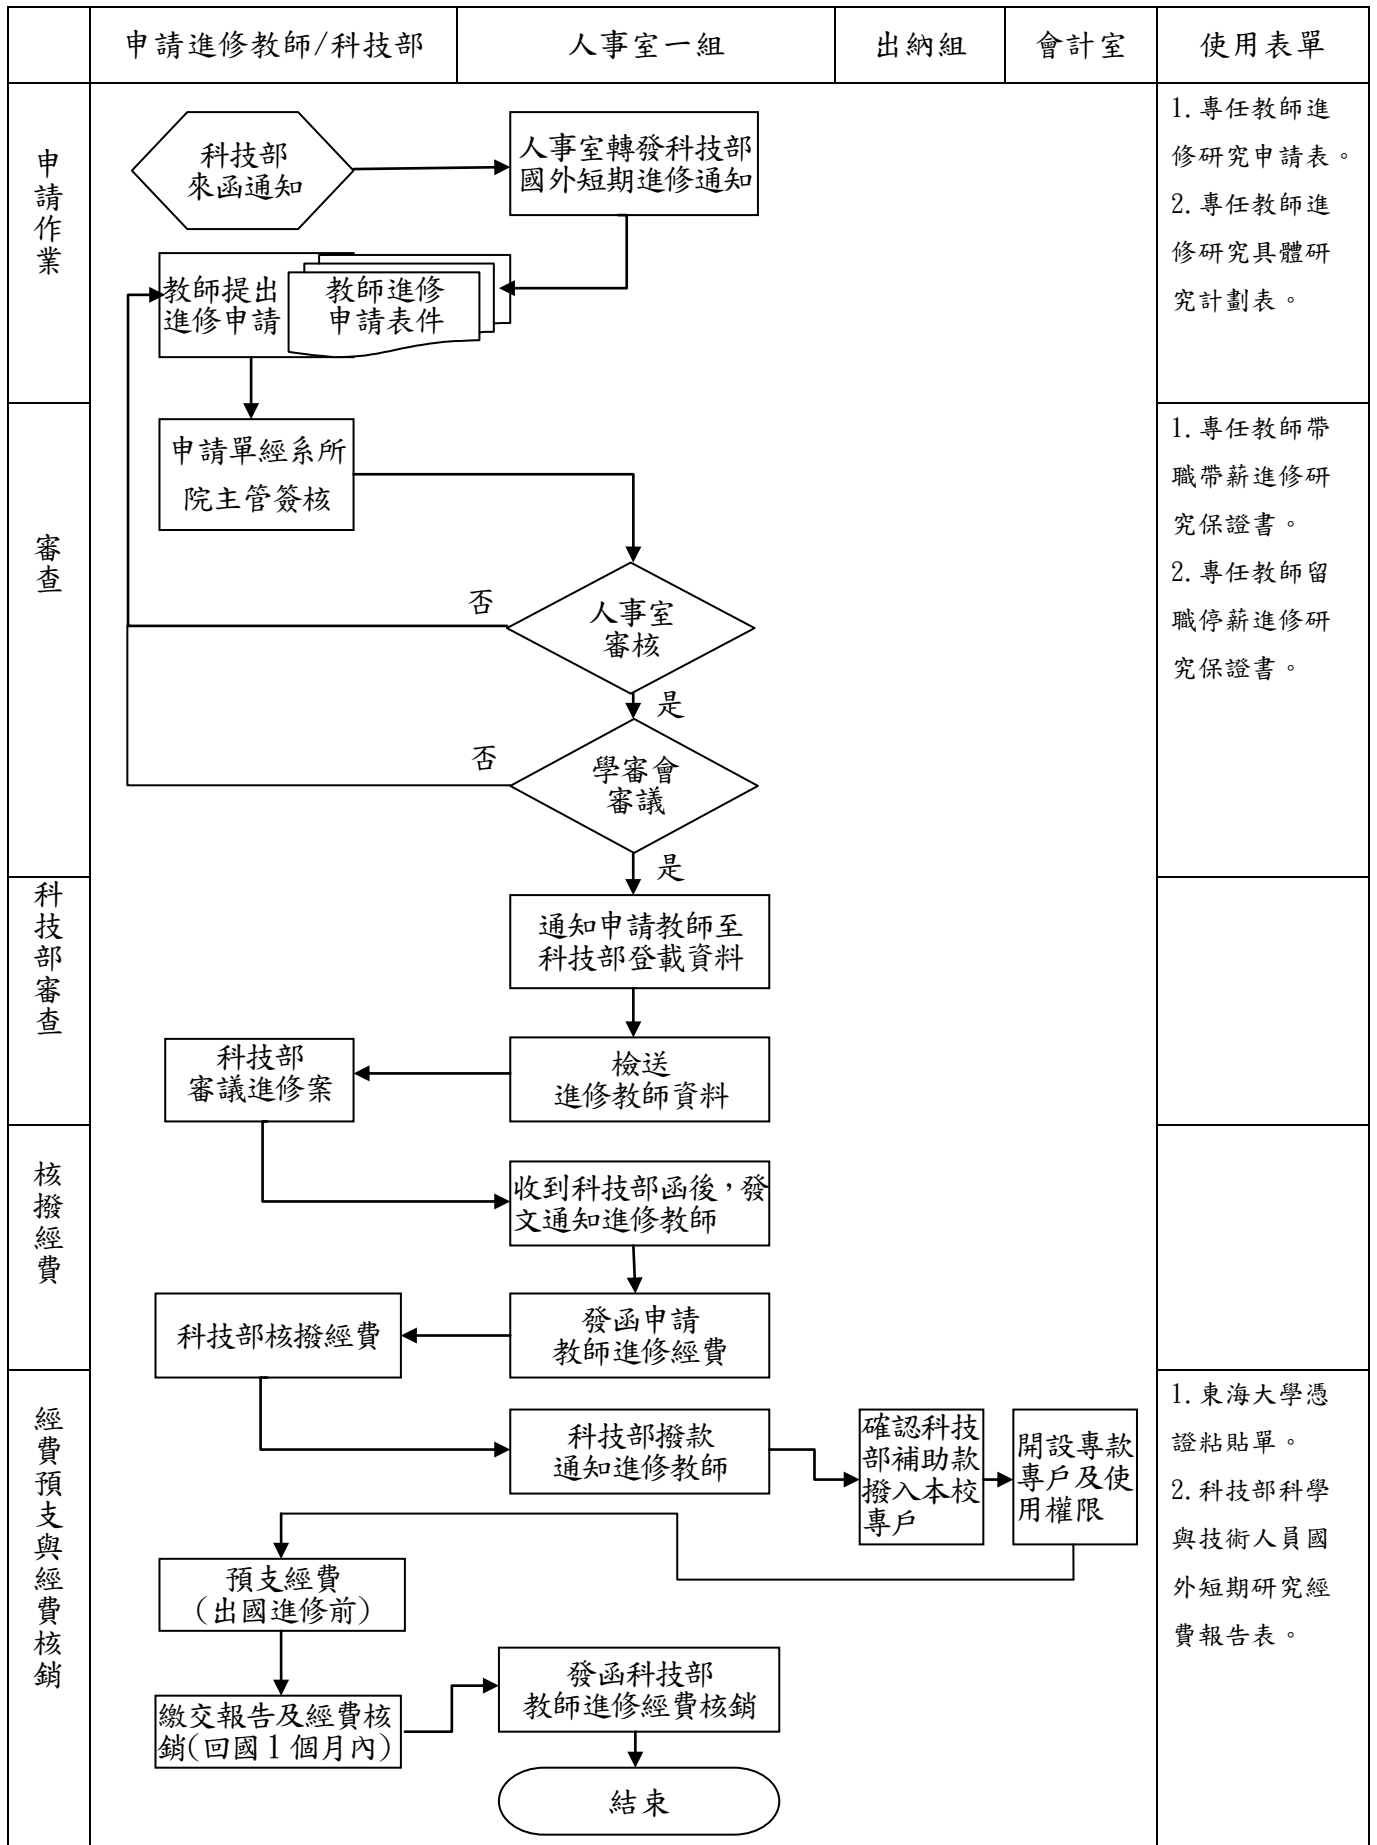 申請進修教師/科技部
人事室一組
出納組
會計室
使用表單
申請作業
科技部
來函通知
人事室轉發科技部
國外短期進修通知
教師提出
進修申請
教師進修
申請表件
1. 專任教師進
修研究申請表。
2. 專任教師進
修研究具體研
究計劃表。
審查
申請單經系所
院主管簽核
人事室
審核
否
是
學審會
審議
否
是
1. 專任教師帶
職帶薪進修研
究保證書。
2. 專任教師留
職停薪進修研
究保證書。
科技部審查
通知申請教師至
科技部登載資料
檢送
進修教師資料
科技部
審議進修案
核撥經費
收到科技部函後，發
文通知進修教師
發函申請
教師進修經費
科技部核撥經費
經費預支與經費核銷
科技部撥款
通知進修教師
確認科技
部補助款
撥入本校
專戶
開設專款
專戶及使
用權限
預支經費
（出國進修前）
繳交報告及經費核
銷(回國 1 個月內)
發函科技部
教師進修經費核銷
結束
1. 東海大學憑
證粘貼單。
2. 科技部科學
與技術人員國
外短期研究經
費報告表。